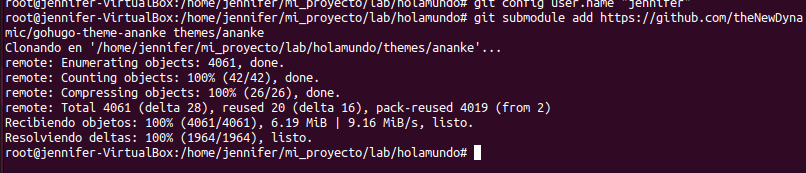 root@jennifer-VirtualBox:/home/jennifer/mi_proyecto/lab/holamundo# git config user.name "jennifer"
root@jennifer-VirtualBox:/home/jennifer/mi_proyecto/lab/holamundo# git submodule add https://github.com/theNewDyna
mic/gohugo-theme-ananke themes/ananke
Clonando en '/home/jennifer/mi_proyecto/lab/holamundo/themes/ananke'...
remote: Enumerating objects: 4061, done.
remote: Counting objects: 100% (42/42), done.
remote: Compressing objects: 100% (26/26), done.
remote: Total 4061 (delta 28), reused 20 (delta 16), pack-reused 4019 (from 2)
Recibiendo objetos: 100% (4061/4061), 6.19 MiB | 9.16 MiB/s, listo.
Resolviendo deltas: 100% (1964/1964), listo.
root@jennifer-VirtualBox:/home/jennifer/mi_proyecto/lab/holamundo#